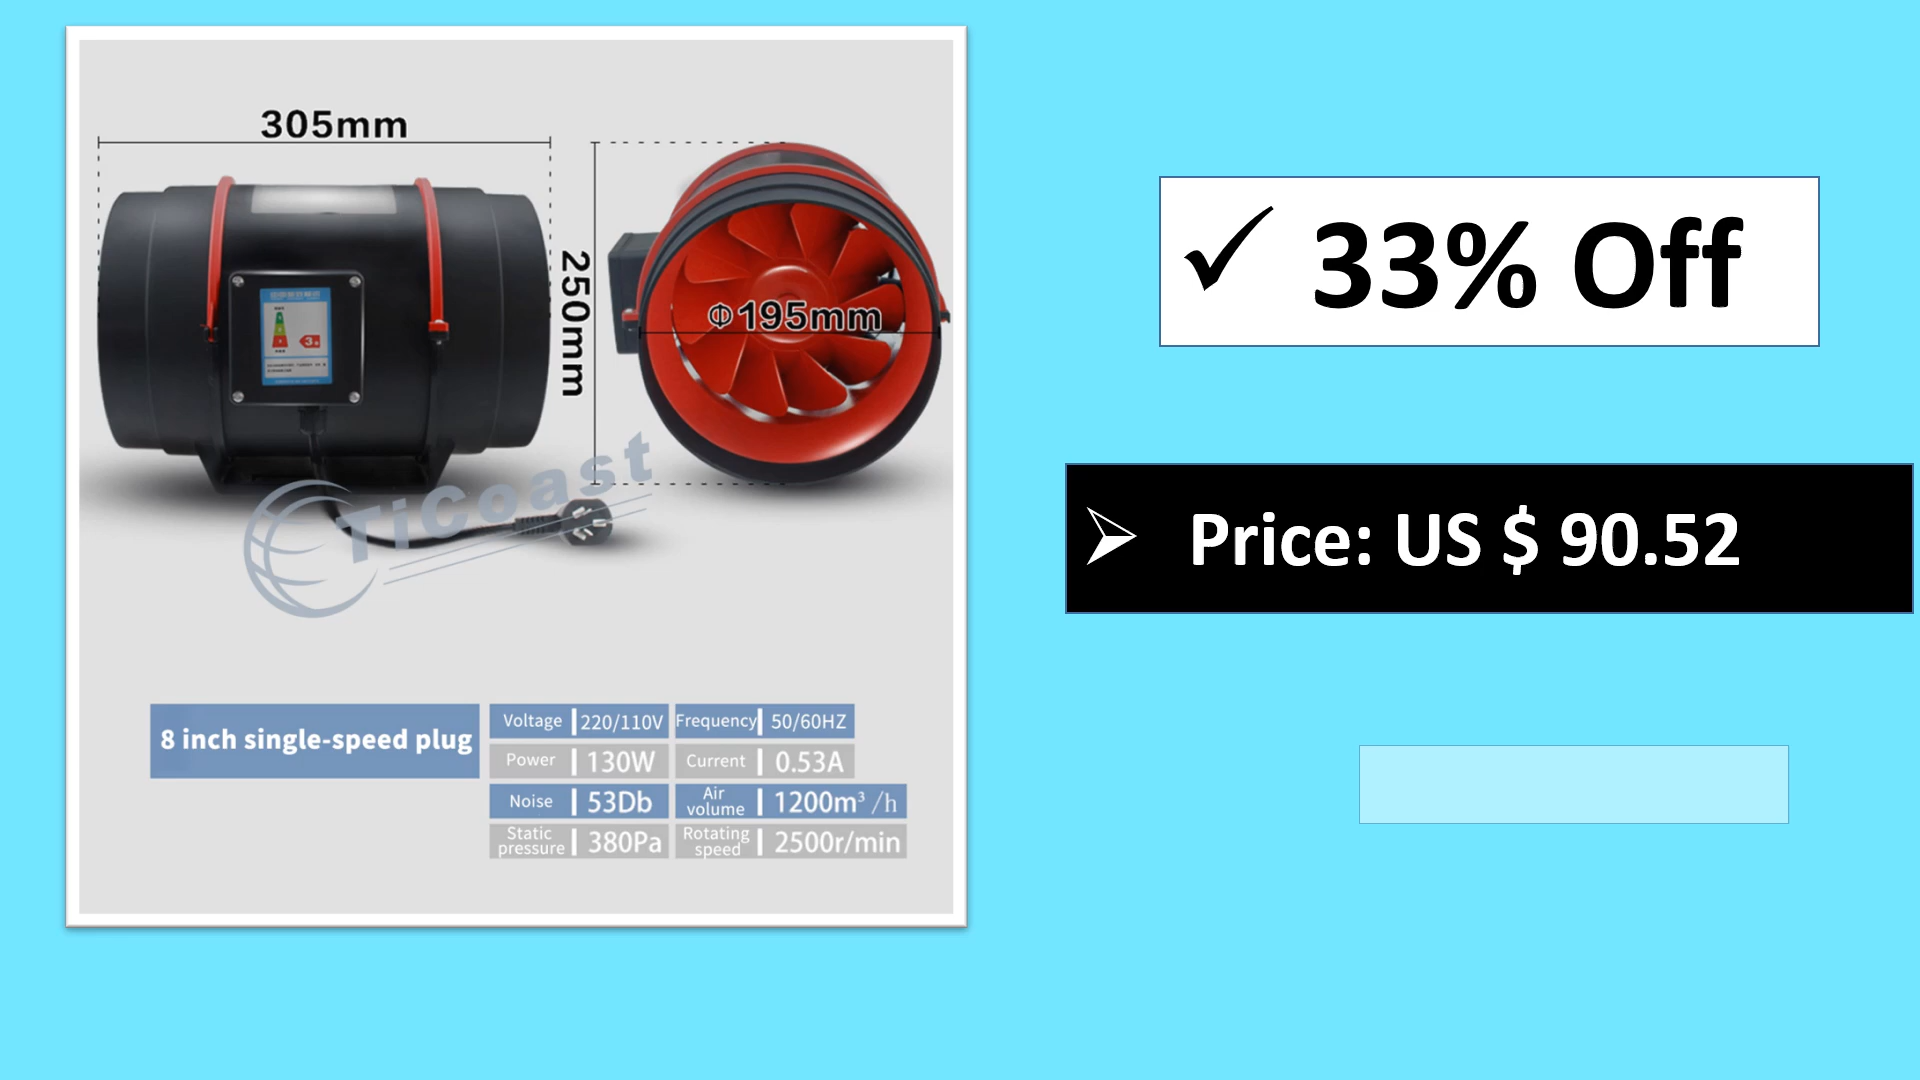 305mm
250mm
Φ195mm
3
TiCoast
8 inch single-speed plug
Voltage 220/110V Frequency 50/60HZ
Power 130W Current 0.53A
Noise 53Db Air volume 1200m³/h
Static pressure 380Pa Rotating speed 2500r/min
✓ 33% Off
➢ Price: US $ 90.52